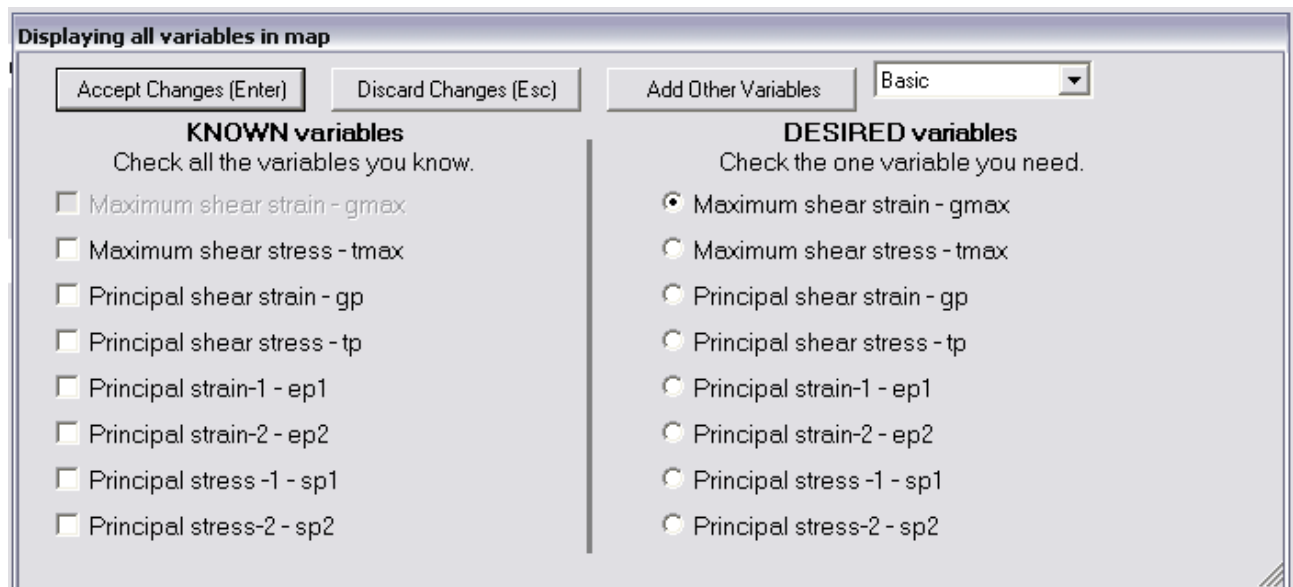 Displaying all variables in map
Accept Changes (Enter)
Discard Changes (Esc)
Add Other Variables
Basic
KNOWN variables
Check all the variables you know.
Maximum shear strain - gmax
Maximum shear stress - tmax
Principal shear strain - gp
Principal shear stress - tp
Principal strain-1 - ep1
Principal strain-2 - ep2
Principal stress -1 - sp1
Principal stress-2 - sp2
DESIRED variables
Check the one variable you need.
Maximum shear strain - gmax
Maximum shear stress - tmax
Principal shear strain - gp
Principal shear stress - tp
Principal strain-1 - ep1
Principal strain-2 - ep2
Principal stress -1 - sp1
Principal stress-2 - sp2